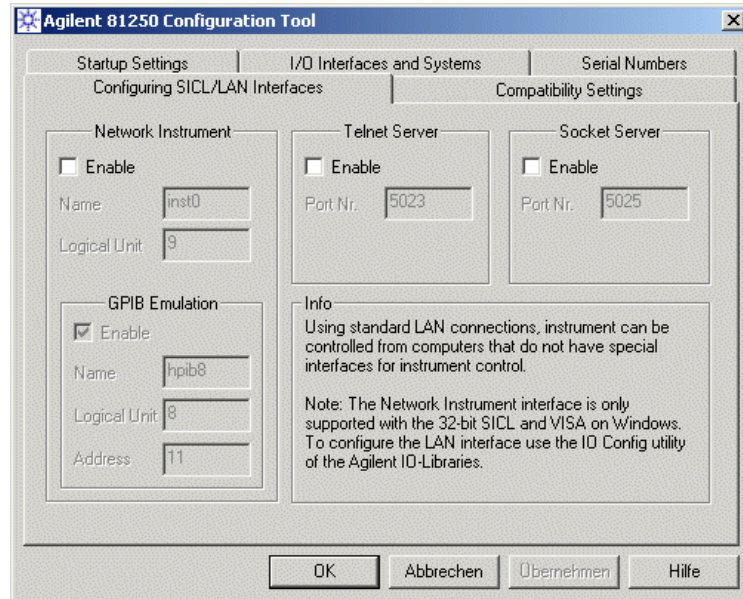 Agilent 81250 Configuration Tool
Startup Settings
I/O Interfaces and Systems
Serial Numbers
Configuring SICL/LAN Interfaces
Compatibility Settings
Network Instrument
Enable
Name
inst0
Logical Unit
9
GPIB Emulation
Enable
Name
hpib8
Logical Unit
8
Address
11
Telnet Server
Enable
Port Nr.
5023
Socket Server
Enable
Port Nr.
5025
Info
Using standard LAN connections, instrument can be
controlled from computers that do not have special
interfaces for instrument control.
Note: The Network Instrument interface is only
supported with the 32-bit SICL and VISA on Windows.
To configure the LAN interface use the IO Config utility
of the Agilent IO-Libraries.
OK
Abbrechen
Übernehmen
Hilfe